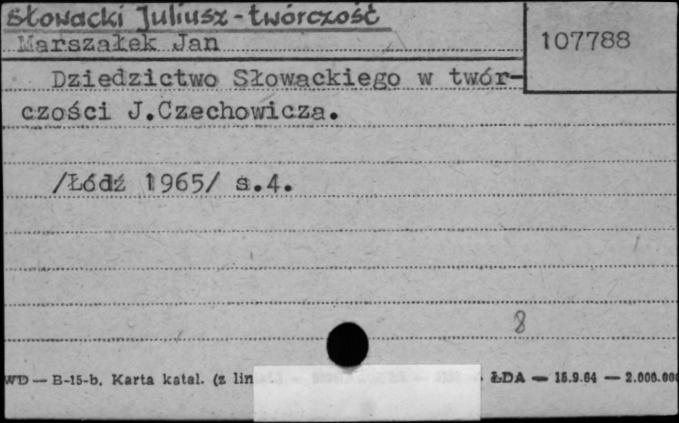 Słowacki Juliusz - twórczość
Marszałek Jan
107788
Dziedzictwo Słowackiego w twór-
czości J.Czechowicza.
/Łódź 1965/ s.4.
8
WD — B-15-b. Karta katal. (z lin
ŁDA — 15.9.64 — 2.000.000